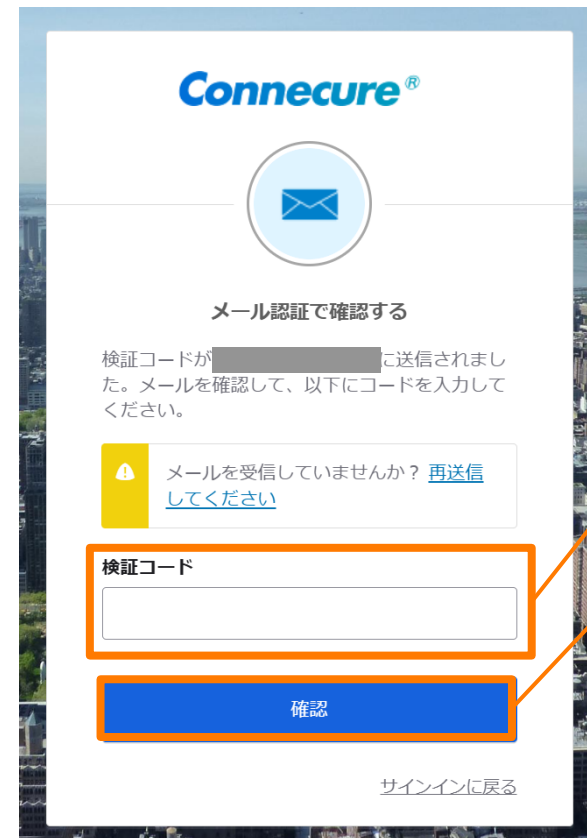 Connecure®
メール認証で確認する
検証コードが に送信されまし
た。メールを確認して、以下にコードを入力して
ください。
メールを受信していませんか？ 再送信
してください
検証コード
確認
サインインに戻る